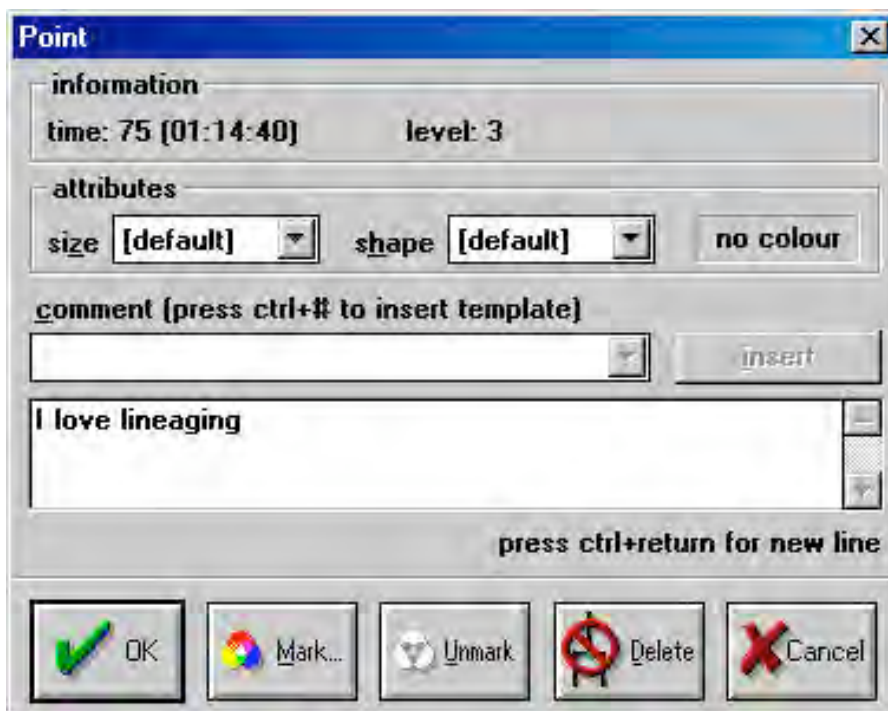 Point
information
time: 75 (01:14:40) level: 3
attributes
size [default] shape [default] no colour
comment (press ctrl+# to insert template)
insert
I love lineaging
press ctrl+return for new line
OK Mark... Unmark Delete Cancel